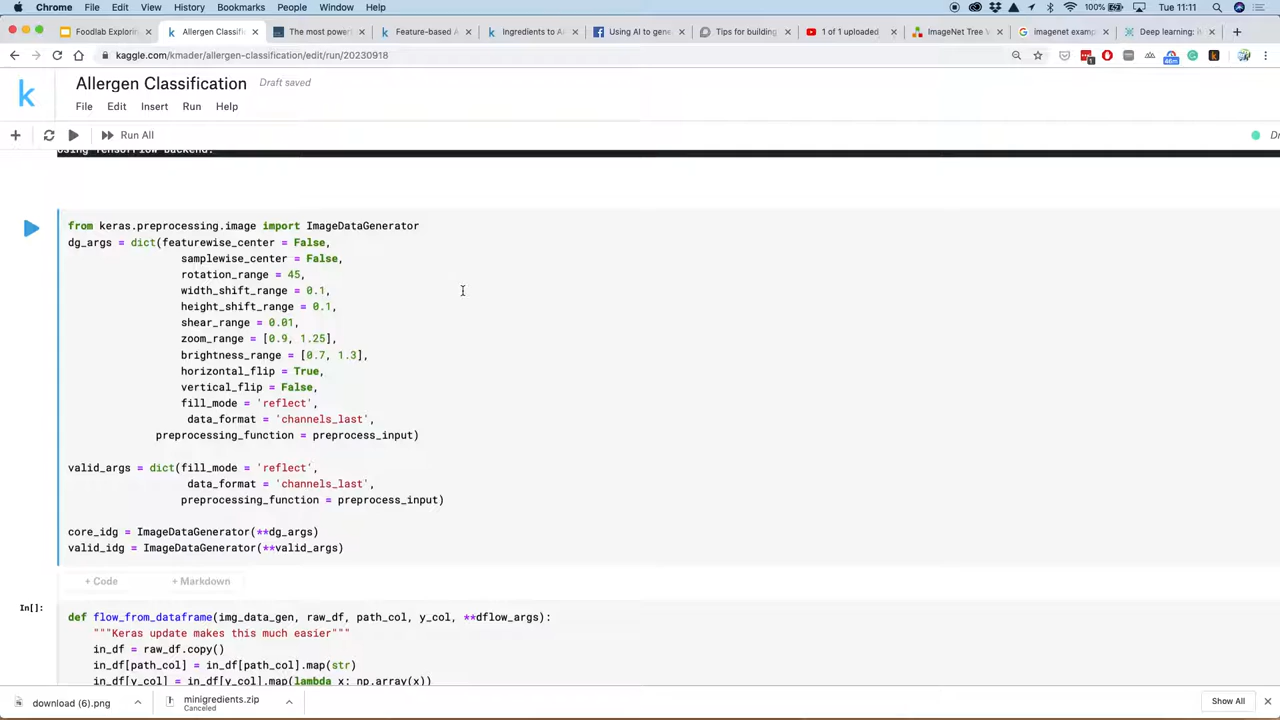 Chrome File Edit View History Bookmarks People Window Help 100% Tue 11:11
Foodlab Explorin Allergen Classifi The most powerf Feature-based A Ingredients to Al Using AI to gene Tips for building 1 of 1 uploaded ImageNet Tree V imagenet examp Deep learning: I
kaggle.com/kmader/allergen-classification/edit/run/20230918
Allergen Classification Draft saved
File Edit Insert Run Help
Run All
Using TensorFlow backend.
from keras.preprocessing.image import ImageDataGenerator
dg_args = dict(featurewise_center = False,
samplewise_center = False,
rotation_range = 45,
width_shift_range = 0.1,
height_shift_range = 0.1,
shear_range = 0.01,
zoom_range = [0.9, 1.25],
brightness_range = [0.7, 1.3],
horizontal_flip = True,
vertical_flip = False,
fill_mode = 'reflect',
data_format = 'channels_last',
preprocessing_function = preprocess_input)
valid_args = dict(fill_mode = 'reflect',
data_format = 'channels_last',
preprocessing_function = preprocess_input)
core_idg = ImageDataGenerator(**dg_args)
valid_idg = ImageDataGenerator(**valid_args)
+ Code + Markdown
In[]:
def flow_from_dataframe(img_data_gen, raw_df, path_col, y_col, **dflow_args):
"""Keras update makes this much easier"""
in_df = raw_df.copy()
in_df[path_col] = in_df[path_col].map(str)
in_df[y_col] = in_df[y_col].map(lambda x: np.array(x))
download (6).png
minigredients.zip
Canceled
Show All